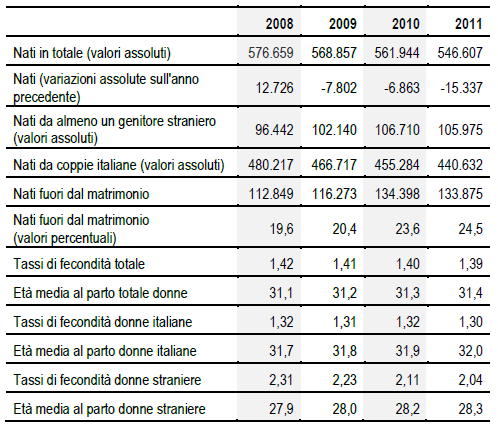 2008 2009 2010 2011
Nati in totale (valori assoluti) 576.659 568.857 561.944 546.607
Nati (variazioni assolute sull'anno
precedente) 12.726 -7.802 -6.863 -15.337
Nati da almeno un genitore straniero
(valori assoluti) 96.442 102.140 106.710 105.975
Nati da coppie italiane (valori assoluti) 480.217 466.717 455.284 440.632
Nati fuori dal matrimonio 112.849 116.273 134.398 133.875
Nati fuori dal matrimonio
(valori percentuali) 19,6 20,4 23,6 24,5
Tassi di fecondità totale 1,42 1,41 1,40 1,39
Età media al parto totale donne 31,1 31,2 31,3 31,4
Tassi di fecondità donne italiane 1,32 1,31 1,32 1,30
Età media al parto donne italiane 31,7 31,8 31,9 32,0
Tassi di fecondità donne straniere 2,31 2,23 2,11 2,04
Età media al parto donne straniere 27,9 28,0 28,2 28,3